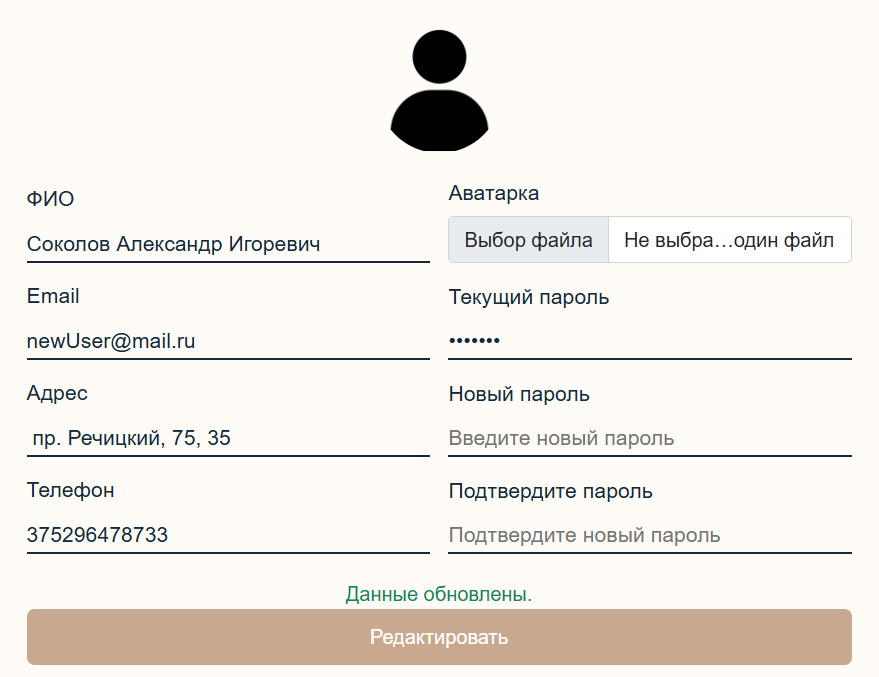 ФИО
Соколов Александр Игоревич
Email
newUser@mail.ru
Адрес
пр. Речицкий, 75, 35
Телефон
375296478733
Аватарка
Выбор файла Не выбра…один файл
Текущий пароль
•••••••
Новый пароль
Введите новый пароль
Подтвердите пароль
Подтвердите новый пароль
Данные обновлены.
Редактировать